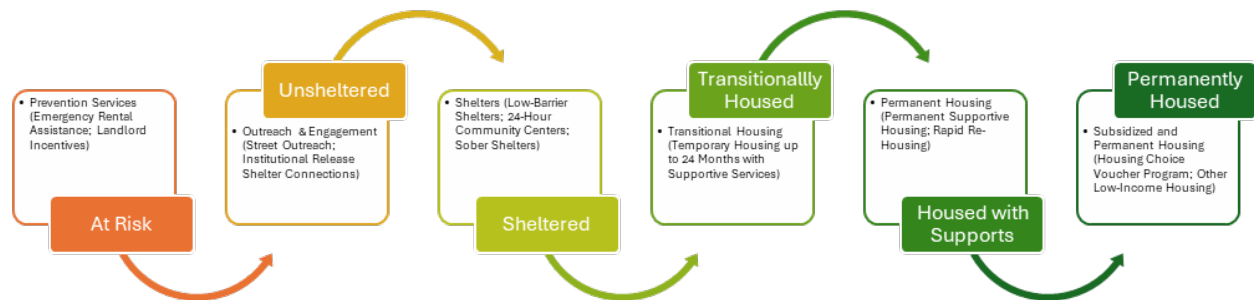 • Prevention Services
(Emergency Rental
Assistance; Landlord
Incentives)
At Risk
Unsheltered
• Outreach & Engagement
(Street Outreach;
Institutional Release
Shelter Connections)
• Shelters (Low-Barrier
Shelters; 24-Hour
Community Centers;
Sober Shelters)
Sheltered
Transitionallly
Housed
• Transitional Housing
(Temporary Housing up
to 24 Months with
Supportive Services)
• Permanent Housing
(Permanent Supportive
Housing; Rapid Re-
Housing)
Housed with
Supports
Permanently
Housed
• Subsidized and
Permanent Housing
(Housing Choice
Voucher Program; Other
Low-Income Housing)